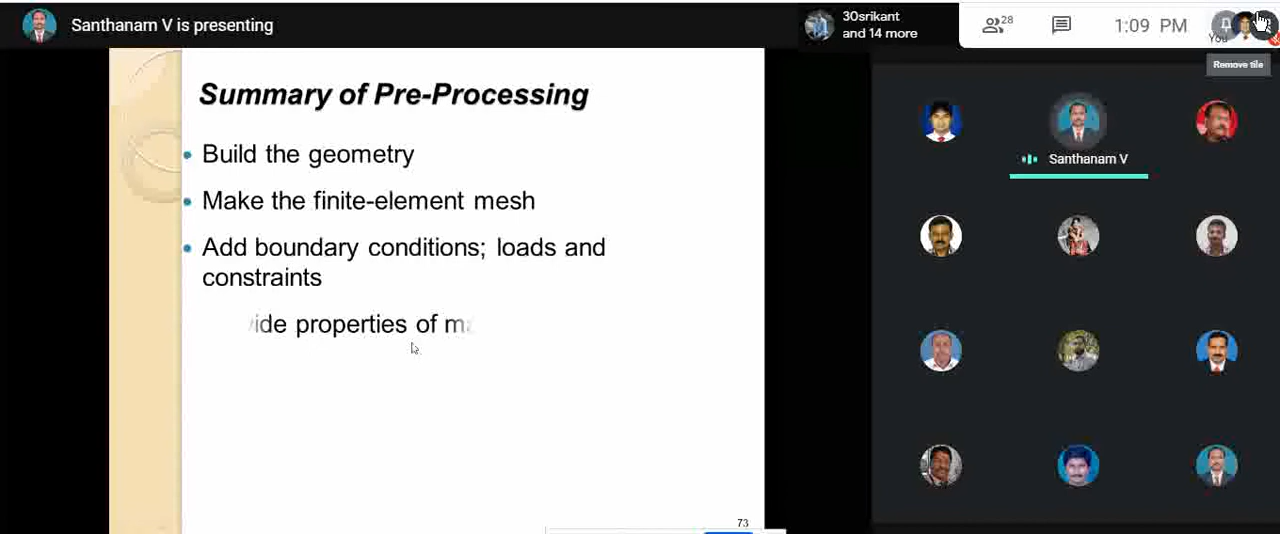 Santhanam V is presenting
30srikant
and 14 more
28
1:09 PM
You
Remove tile
Summary of Pre-Processing
Build the geometry
Make the finite-element mesh
Add boundary conditions; loads and
constraints
properties of
Santhanam V
73